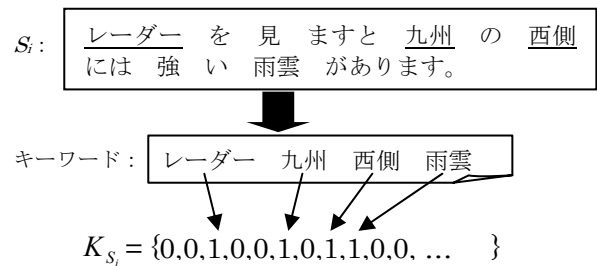 Si : レーダー を 見 ますと 九州 の 西側
には 強 い 雨雲 があります。
キーワード : レーダー 九州 西側 雨雲
K_{S_i} = {0,0,1,0,0,1,0,1,1,0,0, … }